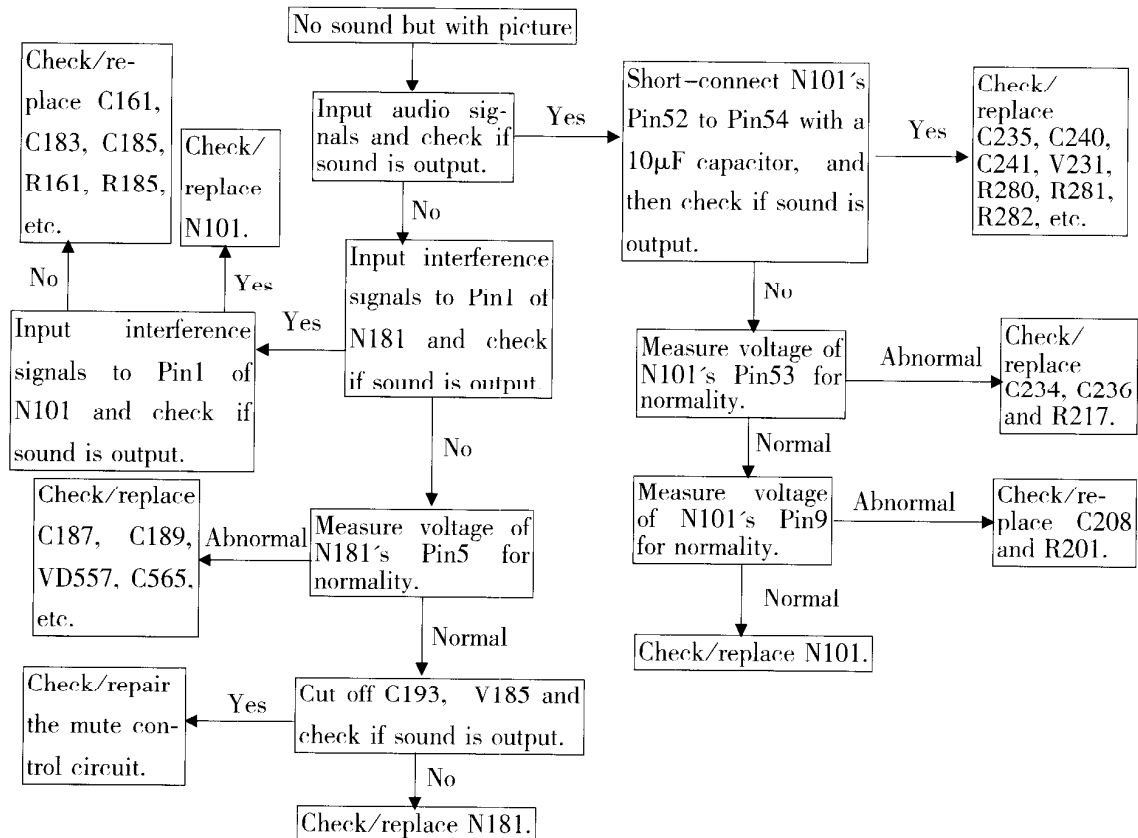 No sound but with picture
Check/re-
place C161,
C183, C185,
R161, R185,
etc.
Check/
replace
N101.
Input audio sig-
nals and check if
sound is output.
Yes
Short-connect N101's
Pin52 to Pin54 with a
10μF capacitor, and
then check if sound is
output.
Yes
Check/
replace
C235, C240,
C241, V231,
R280, R281,
R282, etc.
No
No
Yes
Input interference
signals to Pin1 of
N181 and check
if sound is output.
Yes
Input interference
signals to Pin1 of
N101 and check if
sound is output.
No
Measure voltage of
N101's Pin53 for
normality.
Abnormal
Check/
replace
C234, C236
and R217.
No
Normal
Check/replace
C187, C189,
VD557, C565,
etc.
Abnormal
Measure voltage of
N181's Pin5 for
normality.
Measure voltage
of N101's Pin9
for normality.
Abnormal
Check/re-
place C208
and R201.
Normal
Normal
Check/replace N101.
Check/repair
the mute con-
trol circuit.
Yes
Cut off C193, V185 and
check if sound is output.
No
Check/replace N181.